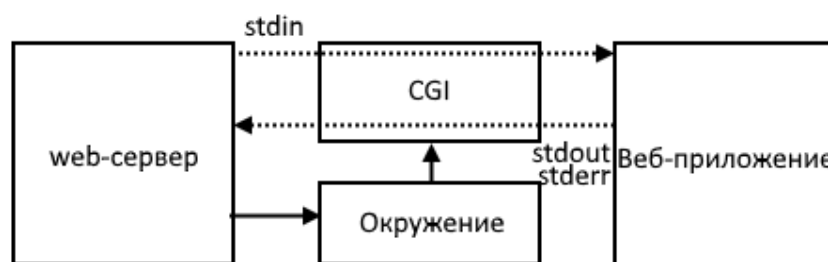 stdin
CGI
web-сервер
stdout
stderr
Веб-приложение
Окружение